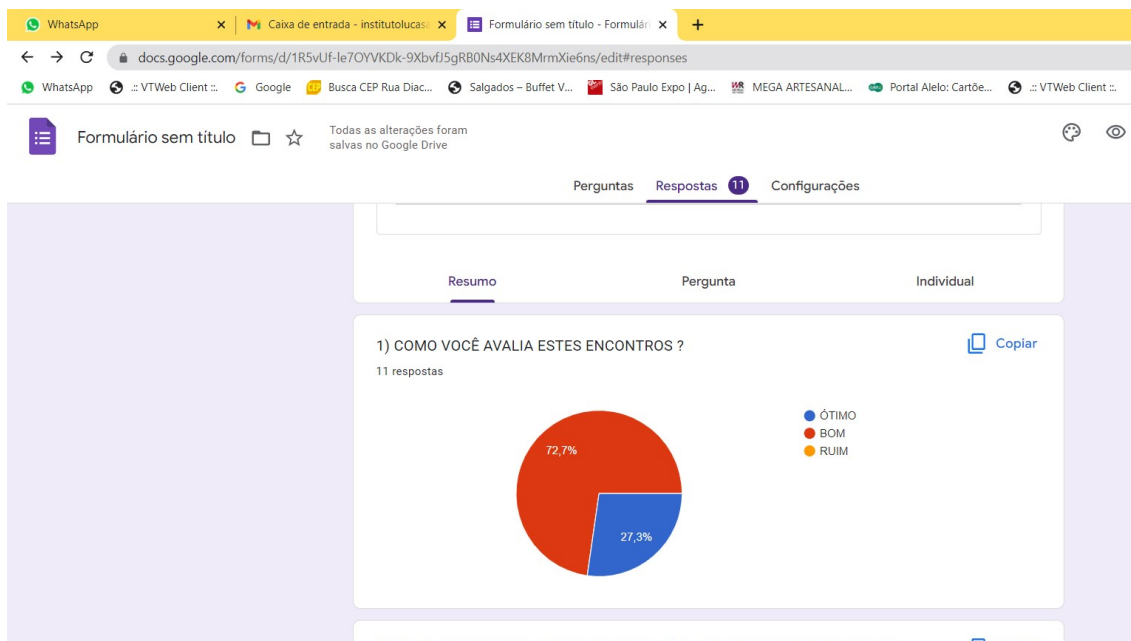 WhatsApp
Caixa de entrada - institutolucasa
Formulário sem título - Formulár
docs.google.com/forms/d/1R5vUf-Ie7OYVKDk-9XbvfJ5gRB0Ns4XEK8MrmXie6ns/edit#responses
WhatsApp .:: VTWeb Client ::. Google Busca CEP Rua Diac... Salgados – Buffet V... São Paulo Expo | Ag... MEGA ARTESANAL... Portal Alelo: Cartõe... .:: VTWeb Client ::.
Formulário sem título
Todas as alterações foram
salvas no Google Drive
Perguntas Respostas 11 Configurações
Resumo Pergunta Individual
1) COMO VOCÊ AVALIA ESTES ENCONTROS ?
Copiar
11 respostas
ÓTIMO
BOM
RUIM
72,7%
27,3%